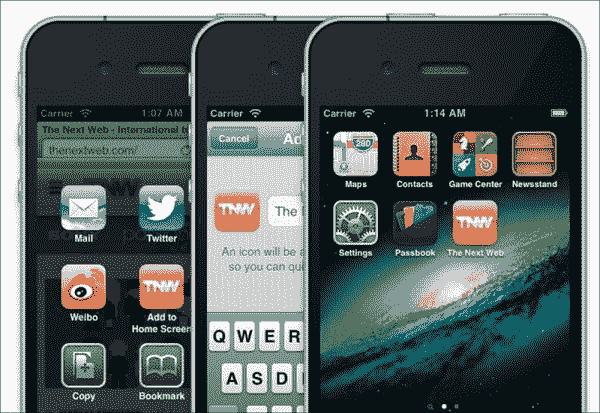 Carrier 1:07 AM
The Next Web - International
thenextweb.com/
Mail Twitter
TNW
Weibo Add to
Home Screen
Copy Bookmark
Cancel Ad
TNW The
An icon will be a
so you can qui
Q W E R
A S D
Carrier 1:14 AM
280
Maps Contacts Game Center Newsstand
TNW
Settings Passbook The Next Web